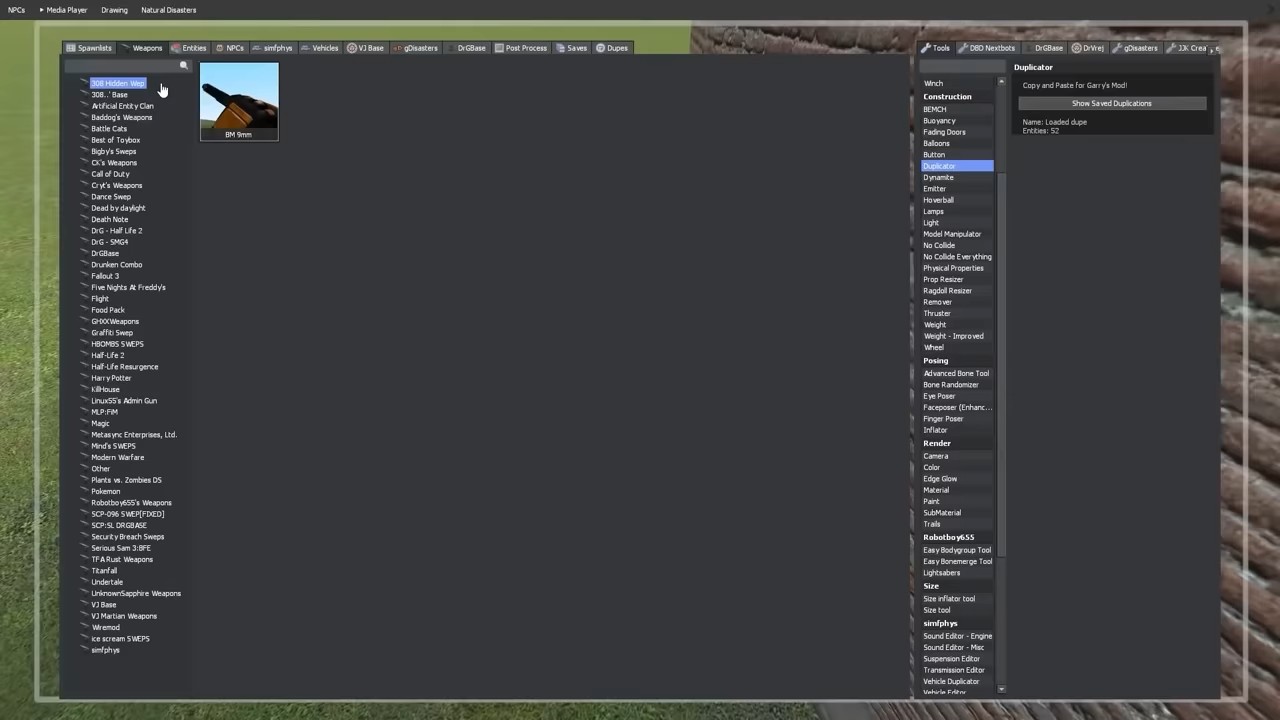 NPCs
Media Player
Drawing
Natural Disasters
Spawnlists
Weapons
Entities
NPCs
simfphys
Vehicles
VJ Base
gDisasters
DrGBase
Post Process
Saves
Dupes
308 Hidden Wep
308..' Base
Artificial Entity Clan
Baddog's Weapons
Battle Cats
Best of Toybox
Bigby's Sweps
CK's Weapons
Call of Duty
Cryt's Weapons
Dance Swep
Dead by daylight
Death Note
DrG - Half Life 2
DrG - SMG4
DrGBase
Drunken Combo
Fallout 3
Five Nights At Freddy's
Flight
Food Pack
GHXXWeapons
Graffiti Swep
HBOMBS SWEPS
Half-Life 2
Half-Life Resurgence
Harry Potter
KillHouse
Linux55's Admin Gun
MLP:FiM
Magic
Metasync Enterprises, Ltd.
Mind's SWEPS
Modern Warfare
Other
Plants vs. Zombies DS
Pokemon
Robotboy655's Weapons
SCP-096 SWEP[FIXED]
SCP:SL DRGBASE
Security Breach Sweps
Serious Sam 3:BFE
TFA Rust Weapons
Titanfall
Undertale
UnknownSapphire Weapons
VJ Base
VJ Martian Weapons
Wiremod
ice scream SWEPS
simfphys
BM 9mm
Tools
DBD Nextbots
DrGBase
DrVrej
gDisasters
JJK Crea
Winch
Construction
BEMCH
Buoyancy
Fading Doors
Balloons
Button
Duplicator
Dynamite
Emitter
Hoverball
Lamps
Light
Model Manipulator
No Collide
No Collide Everything
Physical Properties
Prop Resizer
Ragdoll Resizer
Remover
Thruster
Weight
Weight - Improved
Wheel
Posing
Advanced Bone Tool
Bone Randomizer
Eye Poser
Faceposer (Enhanc...
Finger Poser
Inflator
Render
Camera
Color
Edge Glow
Material
Paint
SubMaterial
Trails
Robotboy655
Easy Bodygroup Tool
Easy Bonemerge Tool
Lightsabers
Size
Size inflator tool
Size tool
simfphys
Sound Editor - Engine
Sound Editor - Misc
Suspension Editor
Transmission Editor
Vehicle Duplicator
Vehicle Editor
Duplicator
Copy and Paste for Garry's Mod!
Show Saved Duplications
Name: Loaded dupe
Entities: 52